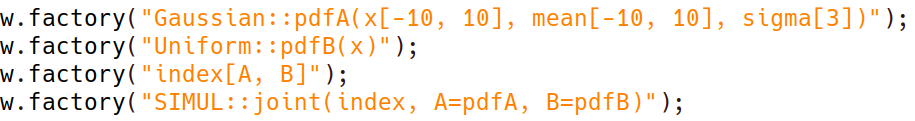 w.factory("Gaussian::pdfA(x[-10, 10], mean[-10, 10], sigma[3])");
w.factory("Uniform::pdfB(x)");
w.factory("index[A, B]");
w.factory("SIMUL::joint(index, A=pdfA, B=pdfB)");